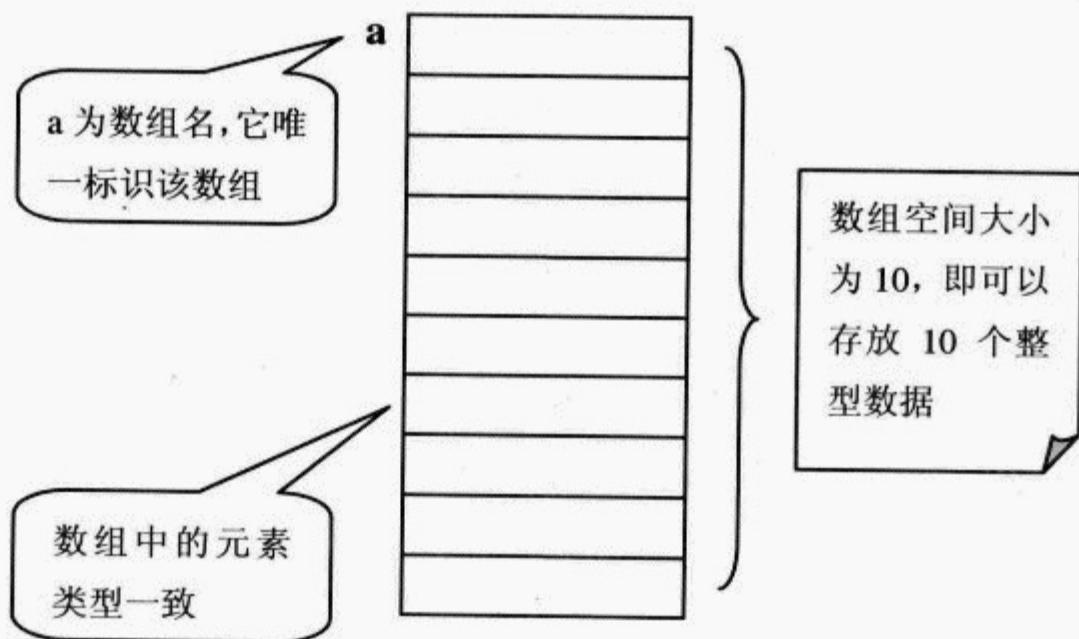 a
a 为数组名，它唯
一标识该数组
数组空间大小
为 10，即可以
存放 10 个整
型数据
数组中的元素
类型一致